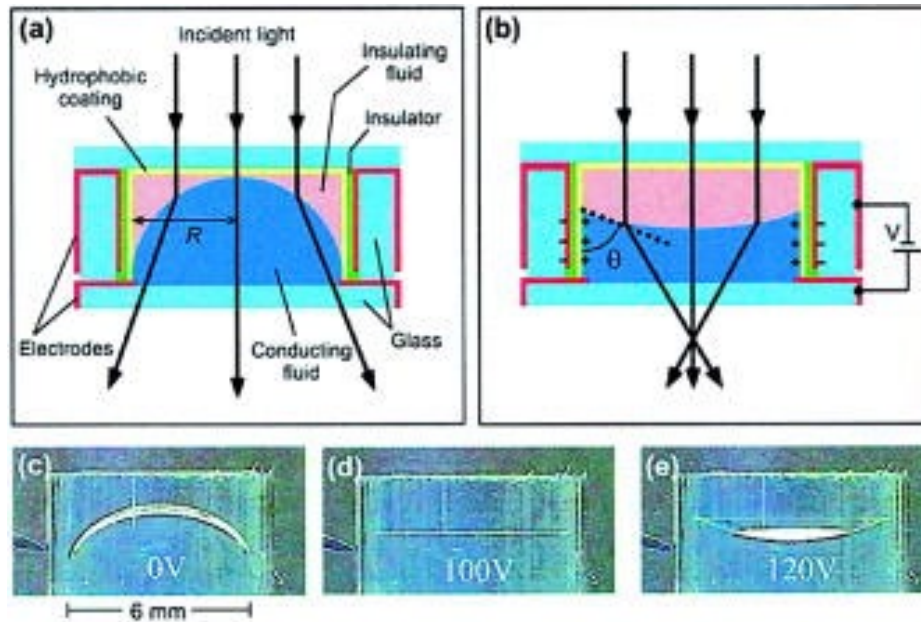 (a)
Incident light
Hydrophobic
coating
Insulating
fluid
Insulator
R
Electrodes
Conducting
fluid
Glass
(b)
θ
V
(c)
0V
6 mm
(d)
100V
(e)
120V